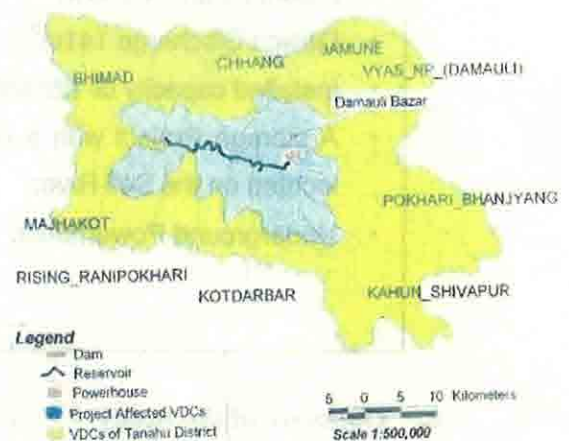 JAMUNE
CHHANG
VYAS_NP_(DAMAULI)
BHIMAD
Damauli Bazar
POKHARI_BHANJYANG
MAJHAKOT
RISING_RANIPOKHARI
KOTDARBAR
KAHUN_SHIVAPUR
Legend
Dam
Reservoir
Powerhouse
Project Affected VDCs
VDCs of Tanahu District
5 0 5 10 Kilometers
Scale 1:500,000